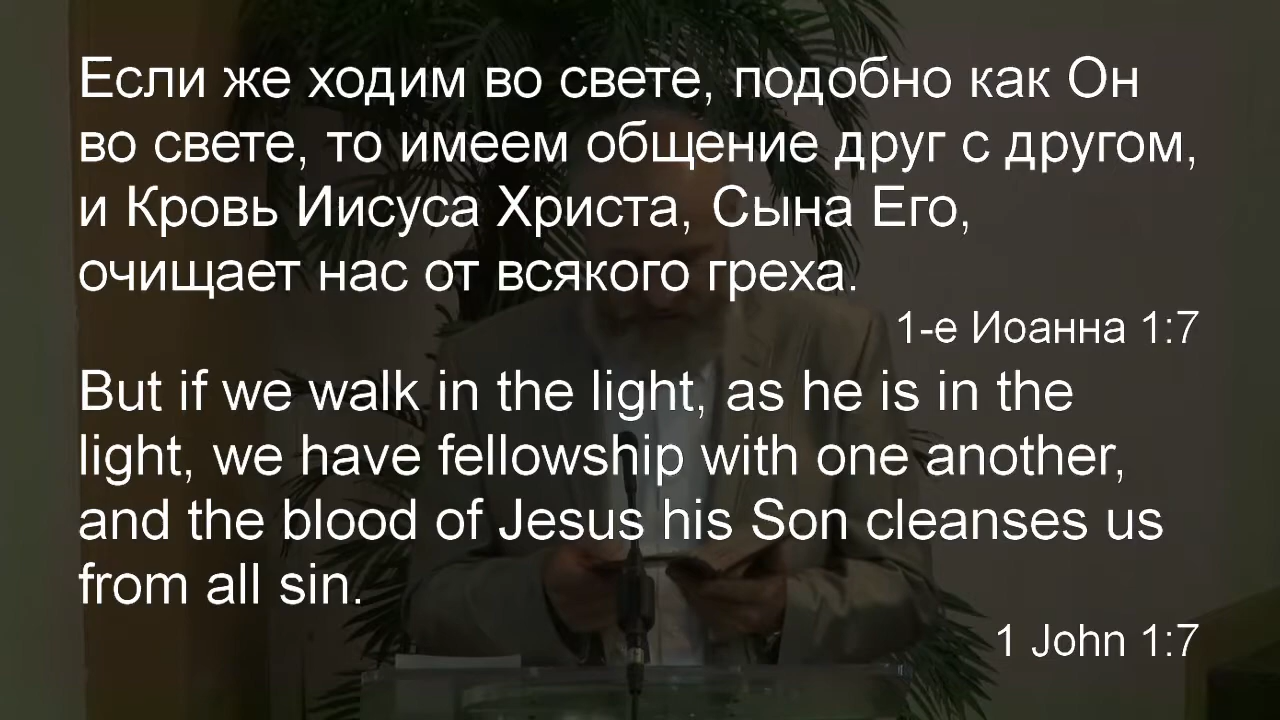 Если же ходим во свете, подобно как Он
во свете, то имеем общение друг с другом,
и Кровь Иисуса Христа, Сына Его,
очищает нас от всякого греха.
1-е Иоанна 1:7
But if we walk in the light, as he is in the
light, we have fellowship with one another,
and the blood of Jesus his Son cleanses us
from all sin.
1 John 1:7